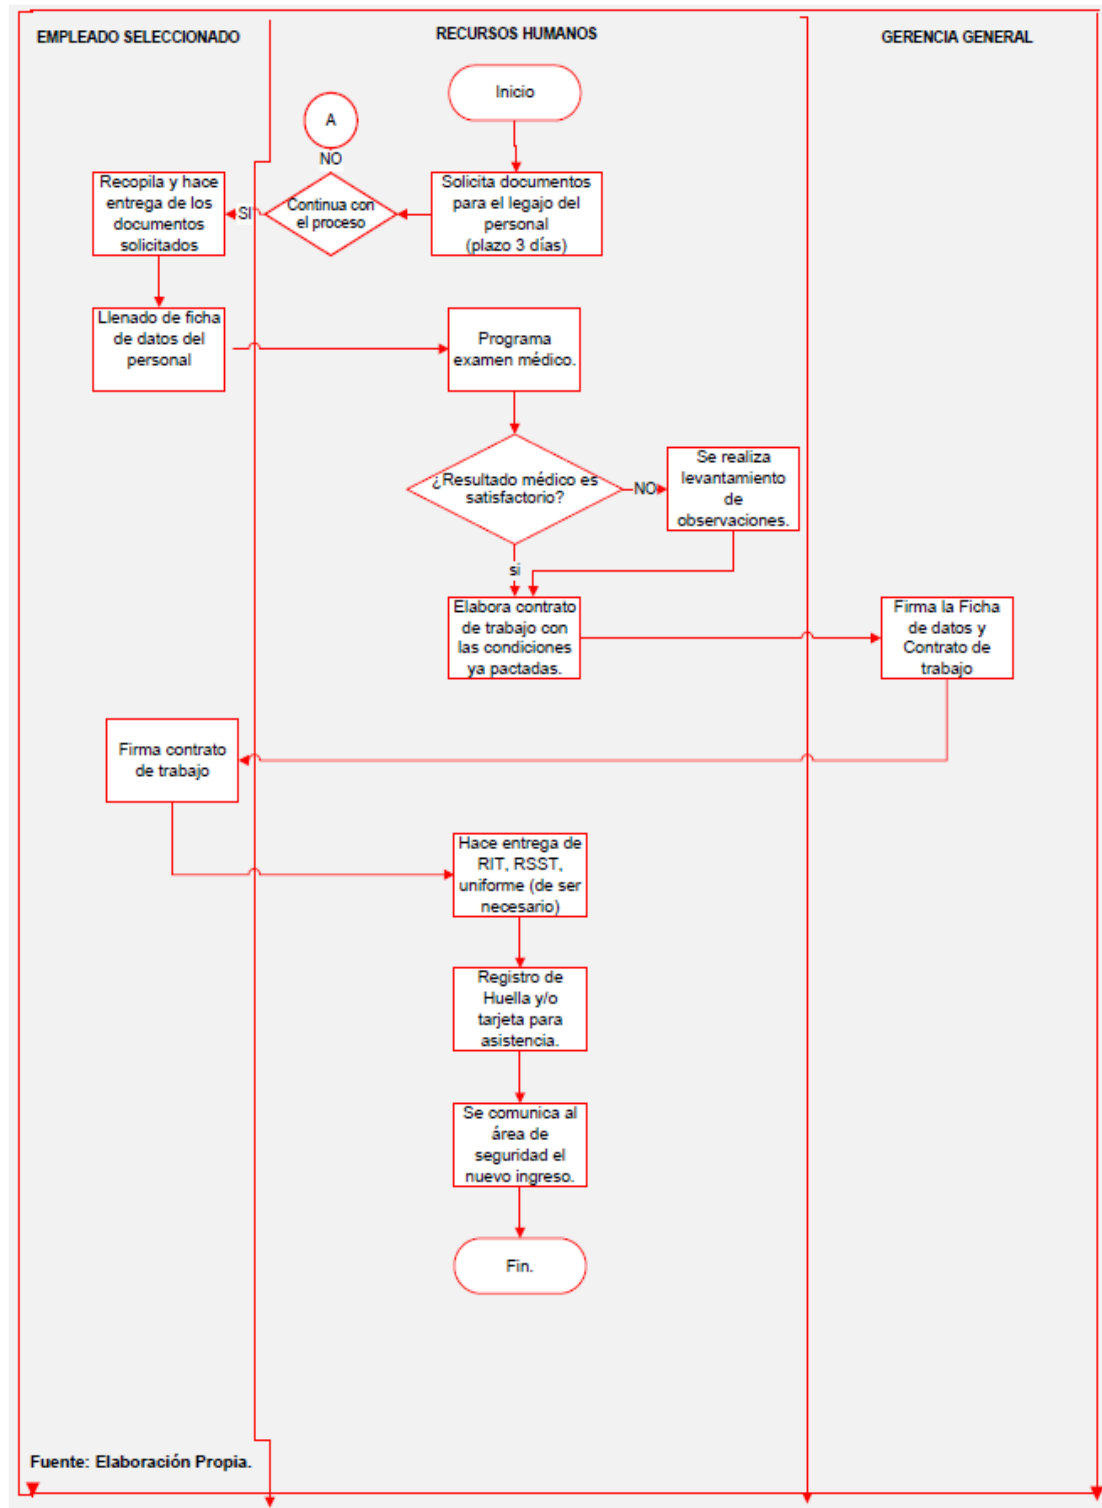 EMPLEADO SELECCIONADO
RECURSOS HUMANOS
GERENCIA GENERAL
Inicio
A
NO
Solicita documentos
para el legajo del
personal
(plazo 3 días)
Continua con
el proceso
SI
Recopila y hace
entrega de los
documentos
solicitados
Llenado de ficha
de datos del
personal
Programa
examen médico.
¿Resultado médico es
satisfactorio?
NO
Se realiza
levantamiento
de
observaciones.
si
Elabora contrato
de trabajo con
las condiciones
ya pactadas.
Firma la Ficha
de datos y
Contrato de
trabajo
Firma contrato
de trabajo
Hace entrega de
RIT, RSST,
uniforme (de ser
necesario)
Registro de
Huella y/o
tarjeta para
asistencia.
Se comunica al
área de
seguridad el
nuevo ingreso.
Fin.
Fuente: Elaboración Propia.